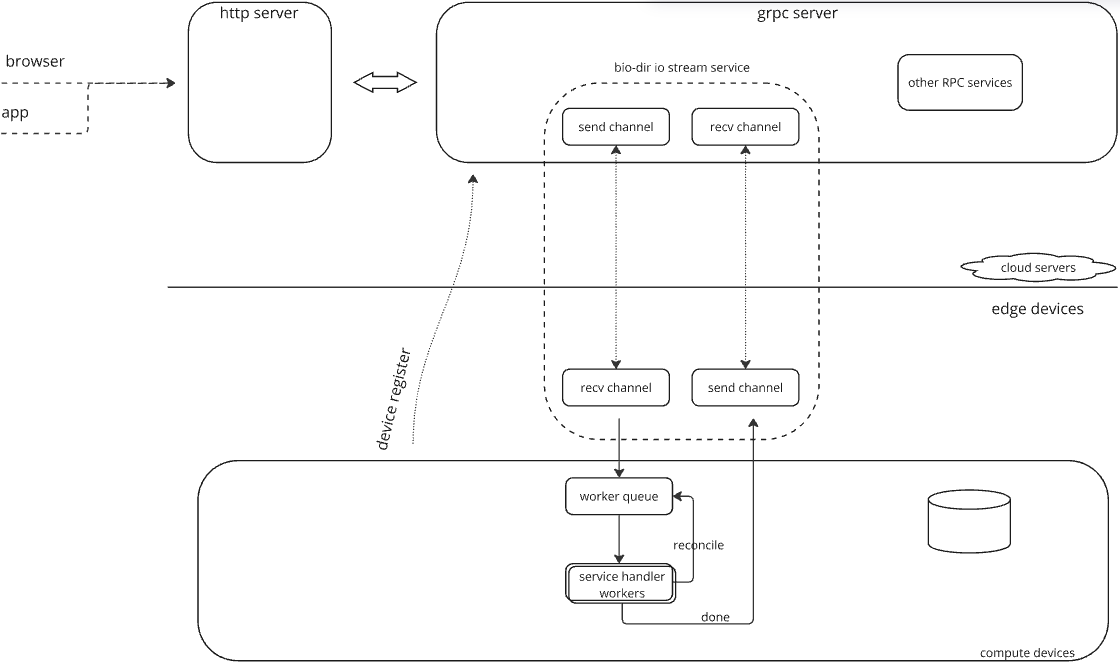 http server
grpc server
browser
bio-dir io stream service
other RPC services
app
send channel
recv channel
cloud servers
edge devices
device register
recv channel
send channel
worker queue
reconcile
service handler
workers
done
compute devices